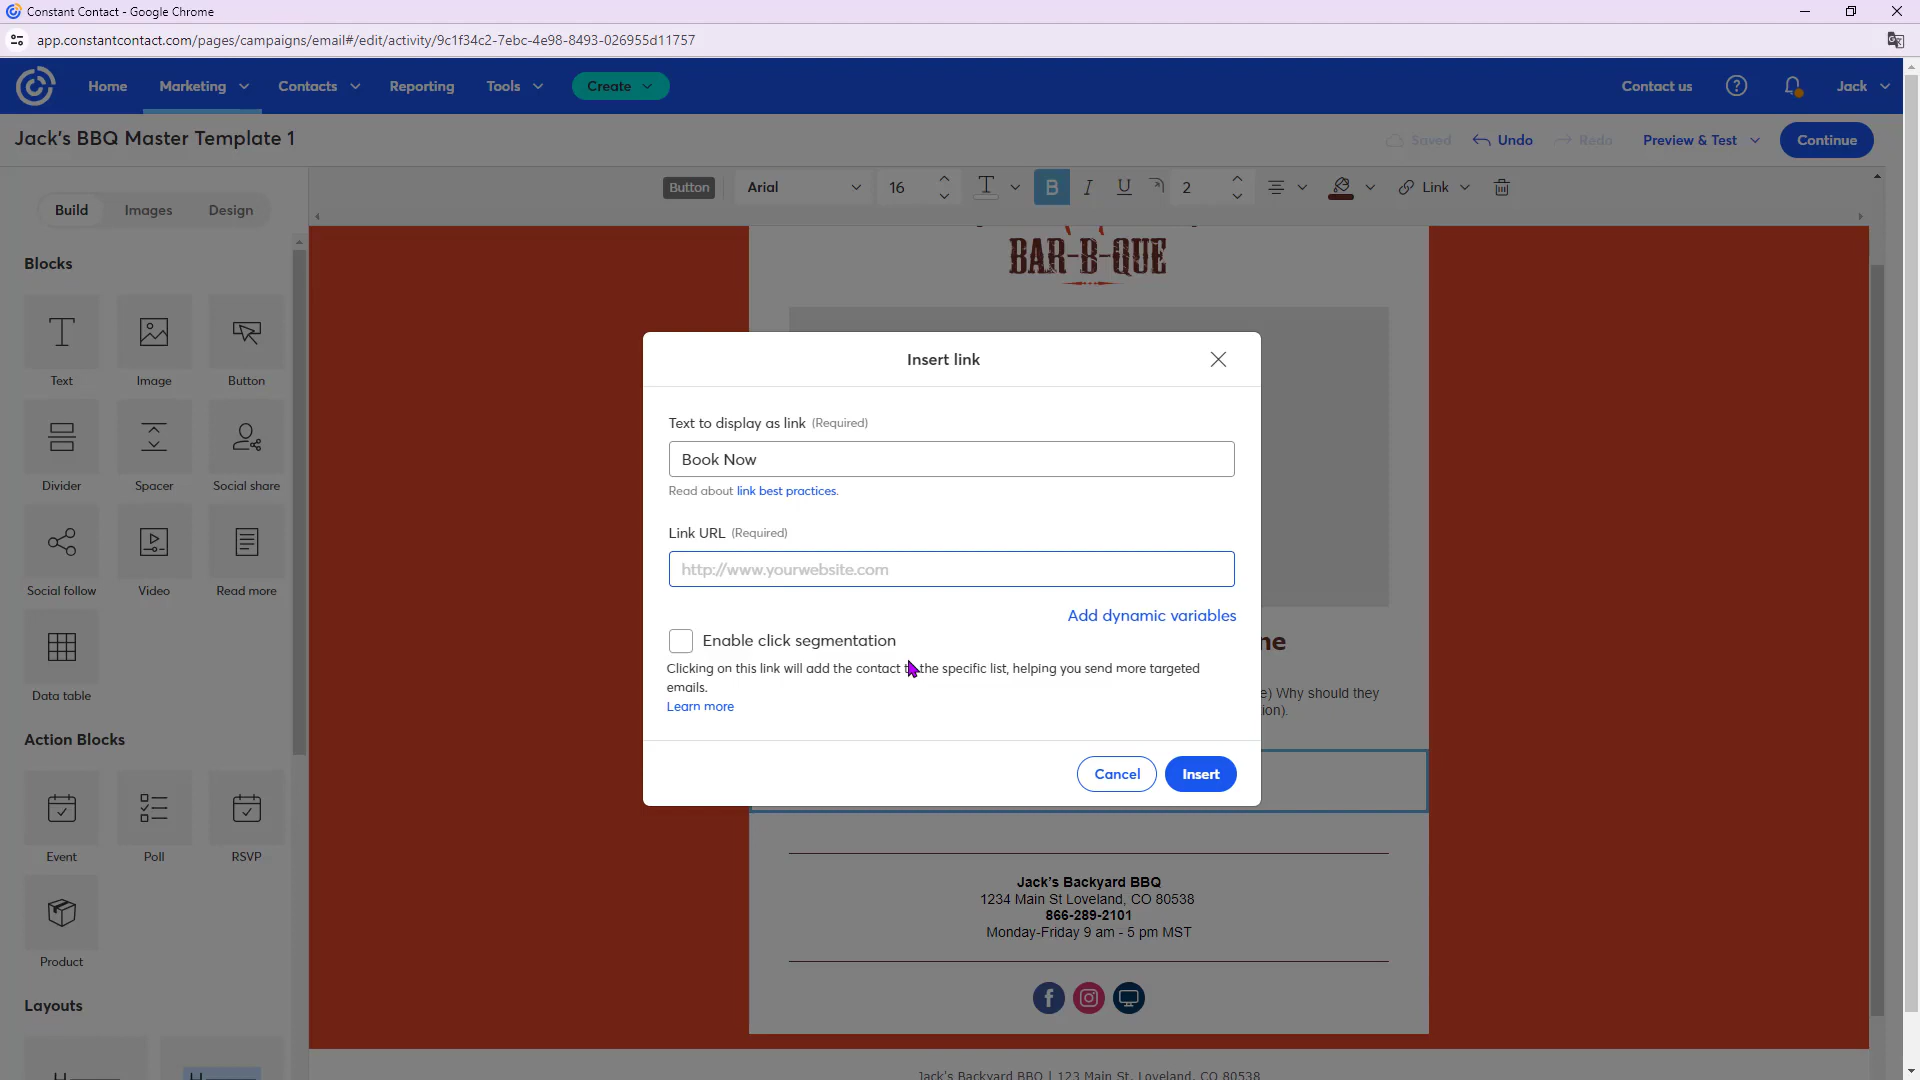 Constant Contact - Google Chrome
app.constantcontact.com/pages/campaigns/email#/edit/activity/9c1f34c2-7ebc-4e98-8493-026955d11757
Home
Marketing
Contacts
Reporting
Tools
Create
Contact us
Jack
Jack's BBQ Master Template 1
Saved
Undo
Redo
Preview & Test
Continue
Button
Arial
16
B
I
U
2
Link
Build
Images
Design
Blocks
Text
Image
Button
Divider
Spacer
Social share
Social follow
Video
Read more
Data table
Action Blocks
Event
Poll
RSVP
Product
Layouts
BAR-B-QUE
Insert link
Text to display as link (Required)
Book Now
Read about link best practices.
Link URL (Required)
http://www.yourwebsite.com
Add dynamic variables
Enable click segmentation
Clicking on this link will add the contact to the specific list, helping you send more targeted
emails.
Learn more
Cancel
Insert
) Why should they
Jack's Backyard BBQ
1234 Main St Loveland, CO 80538
866-289-2101
Monday-Friday 9 am - 5 pm MST
Jack's Backyard BBQ | 123 Main St, Loveland, CO 80538